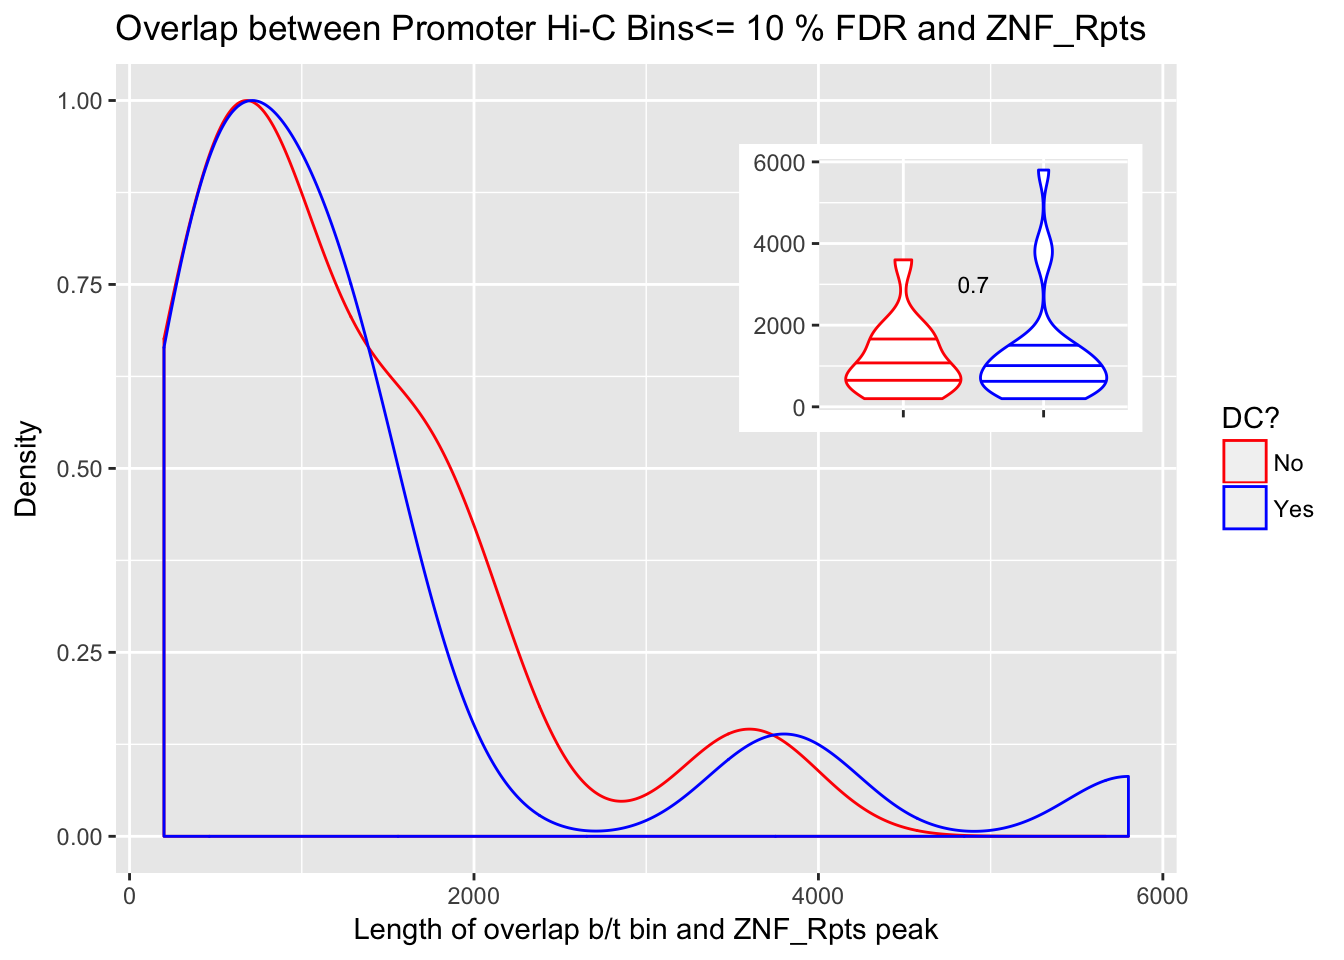 Overlap between Promoter Hi-C Bins<= 10 % FDR and ZNF_Rpts
Density
1.00
0.75
0.50
0.25
0.00
0
2000
4000
6000
Length of overlap b/t bin and ZNF_Rpts peak
6000
4000
2000
0
0.7
DC?
No
Yes